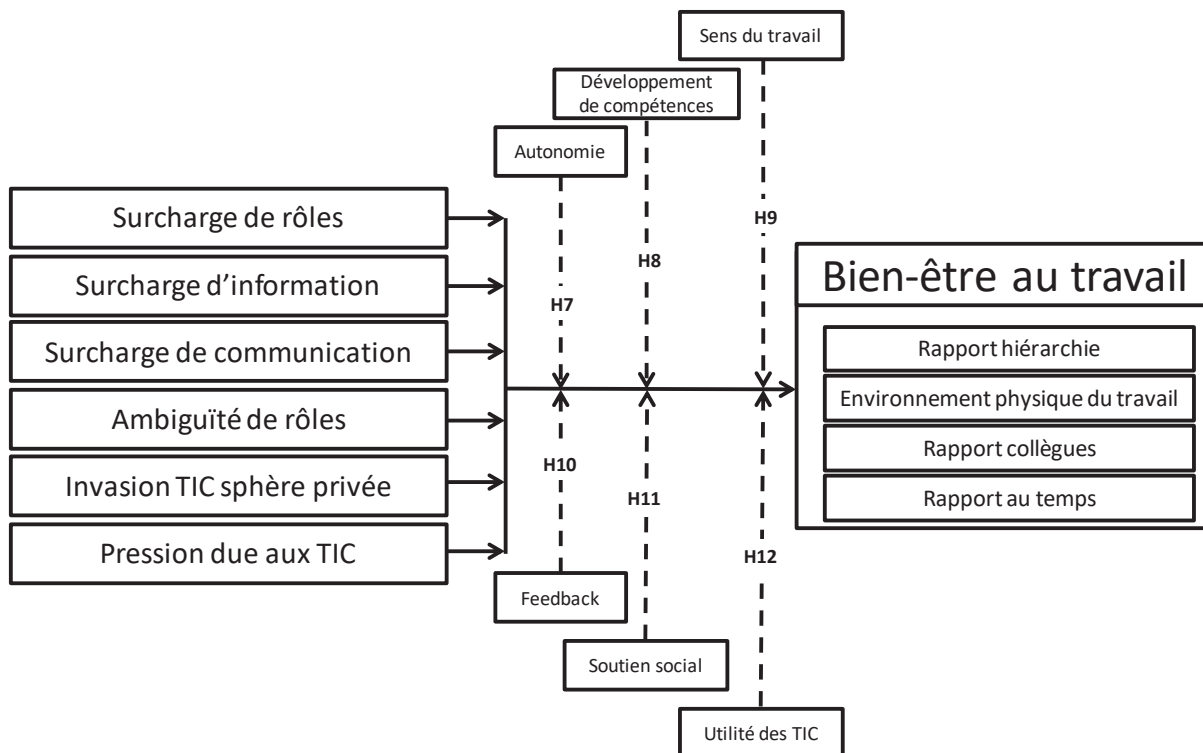 Sens du travail
Développement
de compétences
Autonomie
Surcharge de rôles
Surcharge d’information
Surcharge de communication
Ambiguïté de rôles
Invasion TIC sphère privée
Pression due aux TIC
H7
H8
H9
H10
H11
H12
Bien-être au travail
Rapport hiérarchie
Environnement physique du travail
Rapport collègues
Rapport au temps
Feedback
Soutien social
Utilité des TIC